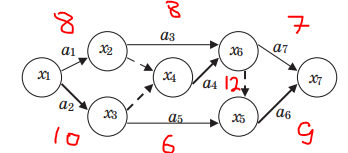 8
8
7
a₁
x₂
a₃
x₆
a₇
x₁
x₄
a₄
12
x₇
a₂
x₃
a₅
x₅
a₆
10
6
9